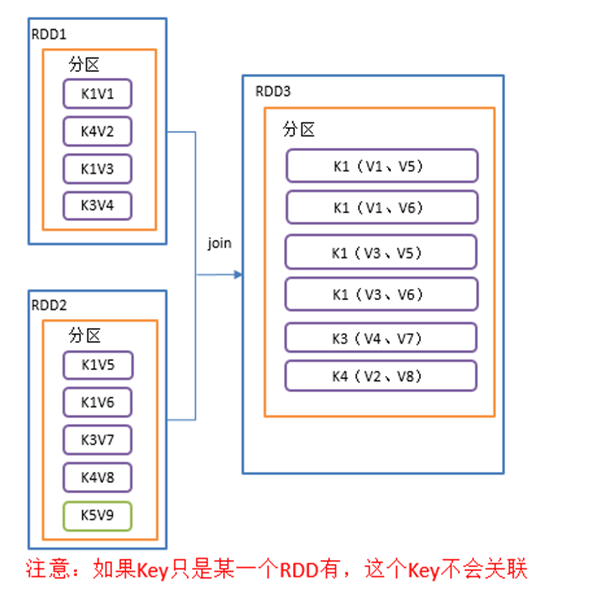 RDD1
分区
K1V1
K4V2
K1V3
K3V4
join
RDD2
分区
K1V5
K1V6
K3V7
K4V8
K5V9
RDD3
分区
K1（V1、V5）
K1（V1、V6）
K1（V3、V5）
K1（V3、V6）
K3（V4、V7）
K4（V2、V8）
注意：如果Key只是某一个RDD有，这个Key不会关联